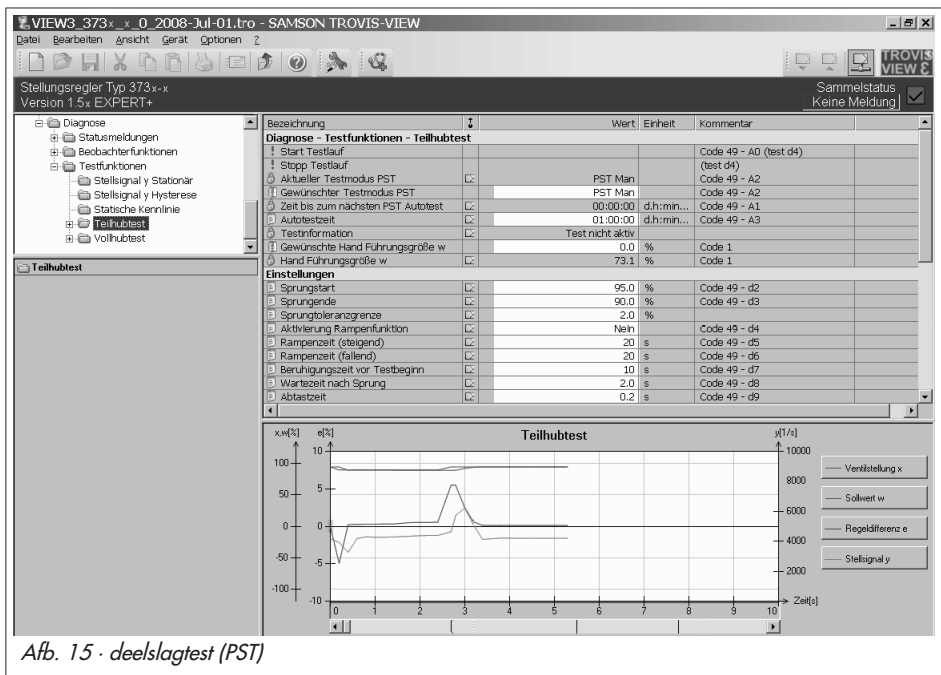 VIEW3_373x_x_0_2008-Jul-01.tro - SAMSON TROVIS-VIEW
Datei Bearbeiten Ansicht Gerät Optionen ?
TROVIS
VIEW 3
Stellungsregler Typ 373x-x
Version 1.5x EXPERT+
Sammelstatus
Keine Meldung
Diagnose
Statusmeldungen
Beobachterfunktionen
Testfunktionen
Stellsignal y Stationär
Stellsignal y Hysterese
Statische Kennlinie
Teilhubtest
Vollhubtest
Teilhubtest
Bezeichnung Wert Einheit Kommentar
Diagnose - Testfunktionen - Teilhubtest
Start Testlauf Code 49 - A0 (test d4)
Stopp Testlauf (test d4)
Aktueller Testmodus PST PST Man Code 49 - A2
Gewünschter Testmodus PST PST Man Code 49 - A2
Zeit bis zum nächsten PST Autotest 00:00:00 d.h:min... Code 49 - A1
Autotestzeit 01:00:00 d.h:min... Code 49 - A3
Testinformation Test nicht aktiv
Gewünschte Hand Führungsgröße w 0.0 % Code 1
Hand Führungsgröße w 73.1 % Code 1
Einstellungen
Sprungstart 95.0 % Code 49 - d2
Sprungende 90.0 % Code 49 - d3
Sprungtoleranzgrenze 2.0 %
Aktivierung Rampenfunktion Nein Code 49 - d4
Rampenzeit (steigend) 20 s Code 49 - d5
Rampenzeit (fallend) 20 s Code 49 - d6
Beruhigungszeit vor Testbeginn 10 s Code 49 - d7
Wartezeit nach Sprung 2.0 s Code 49 - d8
Abtastzeit 0.2 s Code 49 - d9
Teilhubtest
x,w[%] e[%] y[1/s]
100 50 0 -50 -100
10 5 0 -5 -10
10000 8000 6000 4000 2000
0 1 2 3 4 5 6 7 8 9 10 Zeit[s]
Ventilstellung x
Sollwert w
Regeldifferenz e
Stellsignal y
Afb. 15 · deelslagtest (PST)